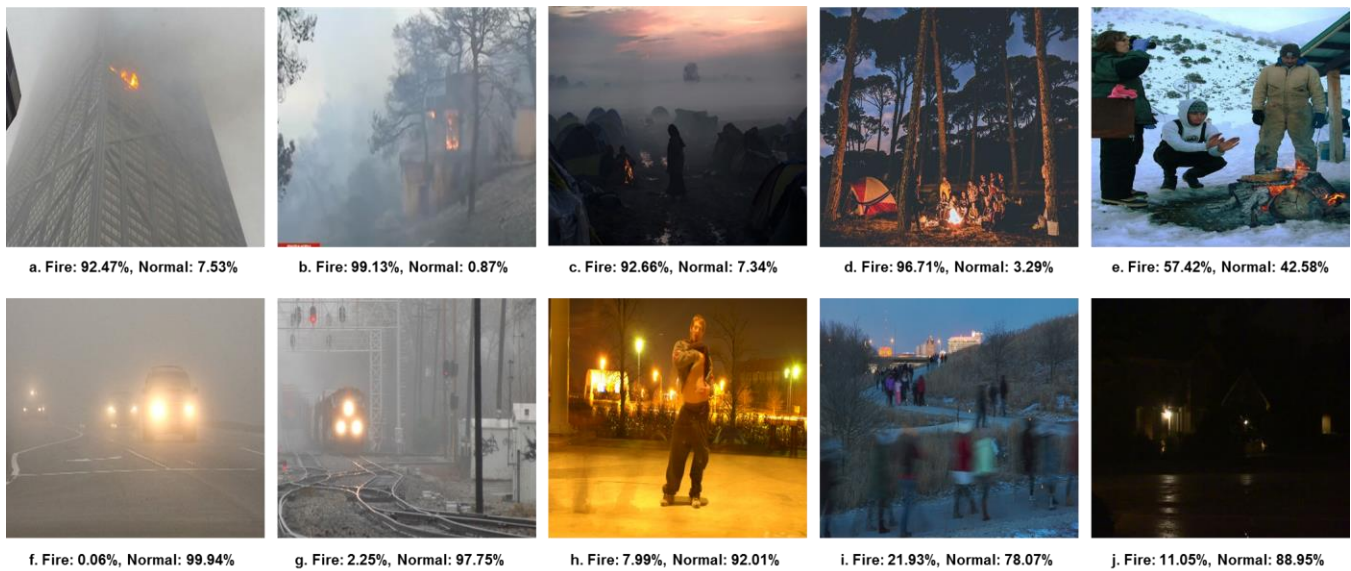 a. Fire: 92.47%, Normal: 7.53%
b. Fire: 99.13%, Normal: 0.87%
c. Fire: 92.66%, Normal: 7.34%
d. Fire: 96.71%, Normal: 3.29%
e. Fire: 57.42%, Normal: 42.58%
f. Fire: 0.06%, Normal: 99.94%
g. Fire: 2.25%, Normal: 97.75%
h. Fire: 7.99%, Normal: 92.01%
i. Fire: 21.93%, Normal: 78.07%
j. Fire: 11.05%, Normal: 88.95%